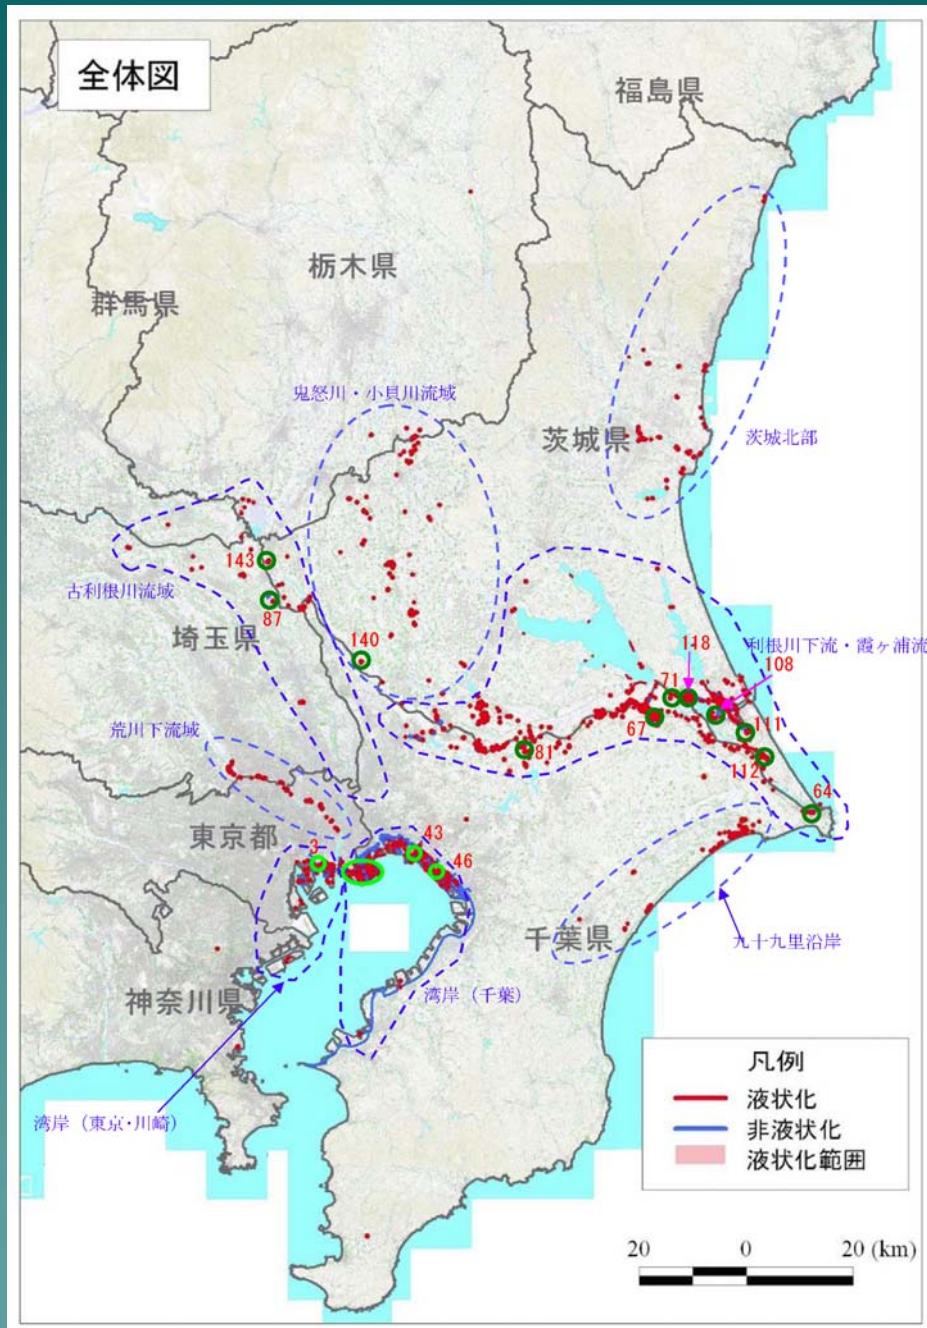 全体図
福島県
栃木県
群馬県
鬼怒川・小貝川流域
茨城県
茨城北部
143
古利根川流域
87
埼玉県
140
118
利根川下流・霞ヶ浦流
71
108
67
111
81
112
荒川下流域
64
東京都
43
3
46
千葉県
九十九里沿岸
神奈川県
湾岸（千葉）
湾岸（東京・川崎）
凡例
液状化
非液状化
液状化範囲
20 0 20 (km)